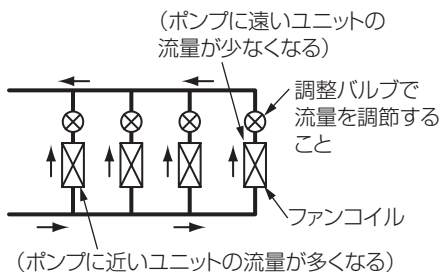 （ポンプに遠いユニットの
流量が少なくなる）
調整バルブで
流量を調節する
こと
ファンコイル
（ポンプに近いユニットの流量が多くなる）